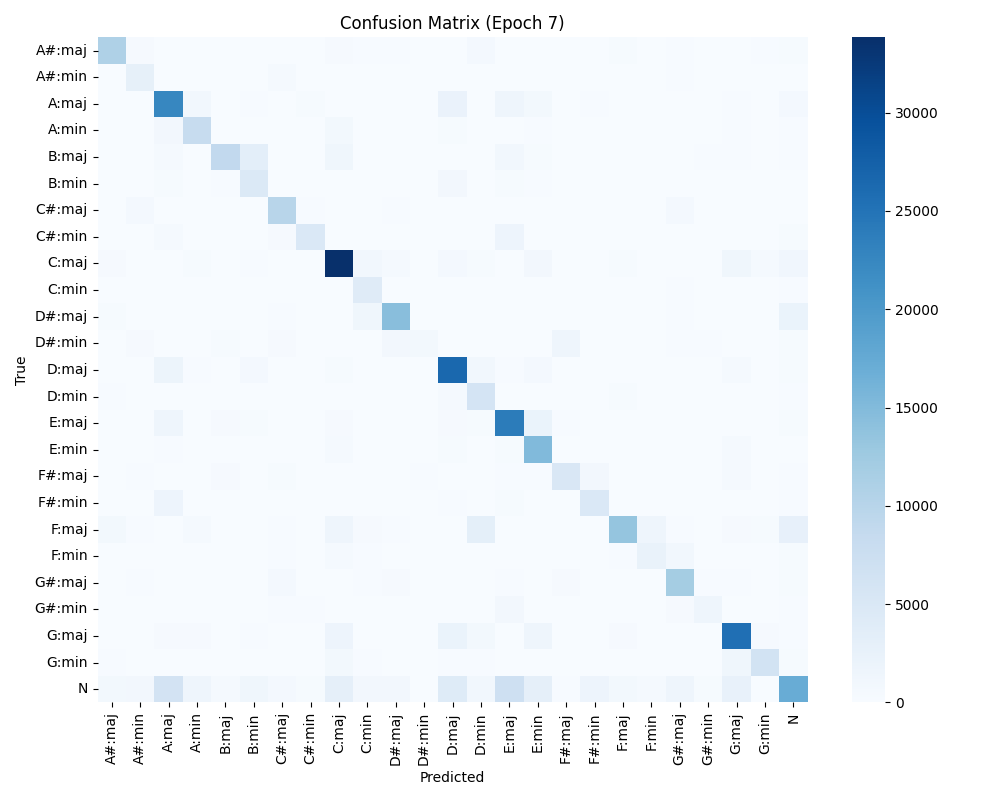 Confusion Matrix (Epoch 7)
True
A#:maj
A#:min
A:maj
A:min
B:maj
B:min
C#:maj
C#:min
C:maj
C:min
D#:maj
D#:min
D:maj
D:min
E:maj
E:min
F#:maj
F#:min
F:maj
F:min
G#:maj
G#:min
G:maj
G:min
N
A#:maj
A#:min
A:maj
A:min
B:maj
B:min
C#:maj
C#:min
C:maj
C:min
D#:maj
D#:min
D:maj
D:min
E:maj
E:min
F#:maj
F#:min
F:maj
F:min
G#:maj
G#:min
G:maj
G:min
N
Predicted
30000
25000
20000
15000
10000
5000
0